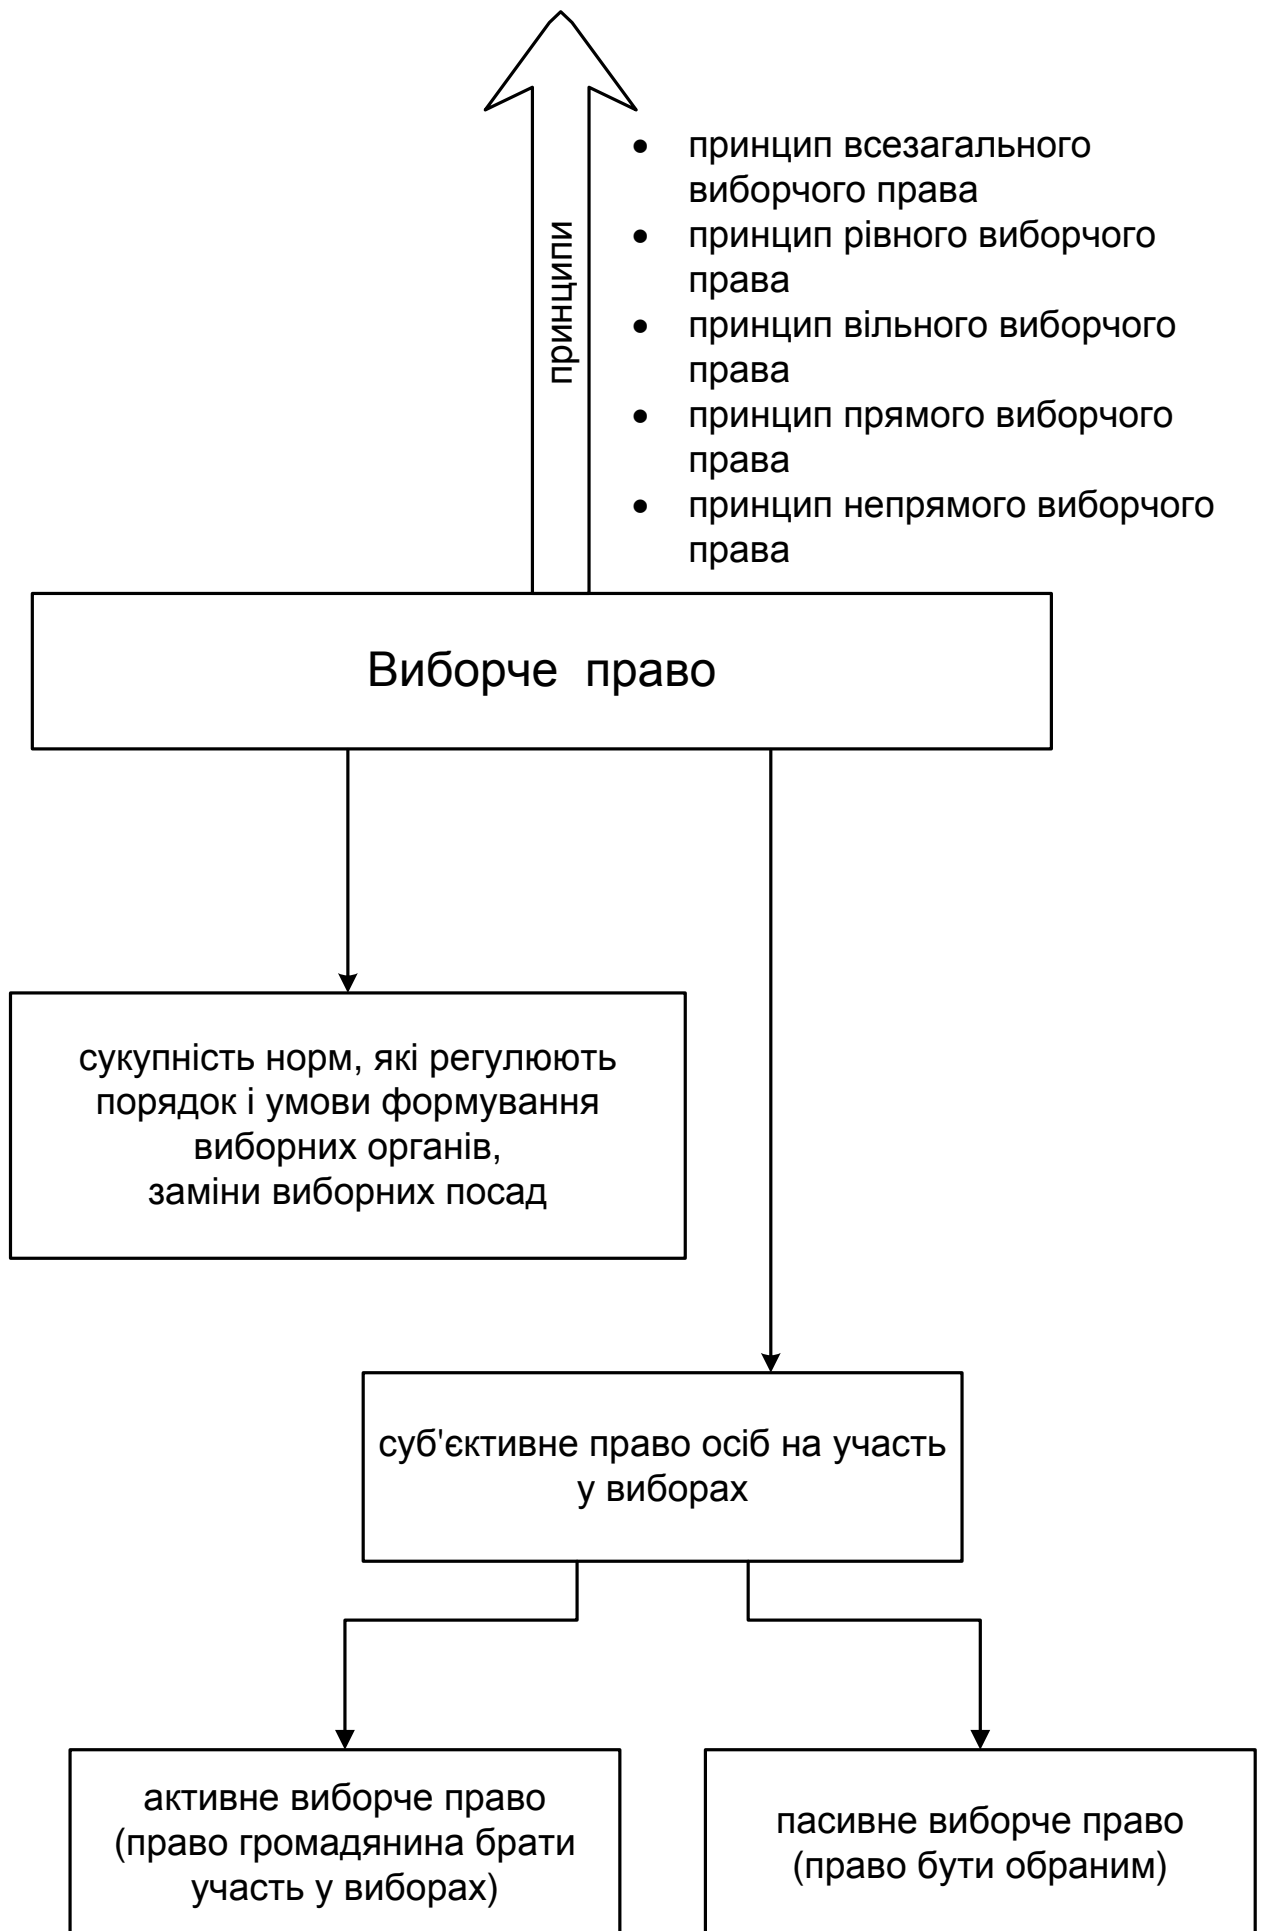 принципи
• принцип всезагального
виборчого права
• принцип рівного виборчого
права
• принцип вільного виборчого
права
• принцип прямого виборчого
права
• принцип непрямого виборчого
права
Виборче право
сукупність норм, які регулюють
порядок і умови формування
виборних органів,
заміни виборних посад
суб'єктивне право осіб на участь
у виборах
активне виборче право
(право громадянина брати
участь у виборах)
пасивне виборче право
(право бути обраним)